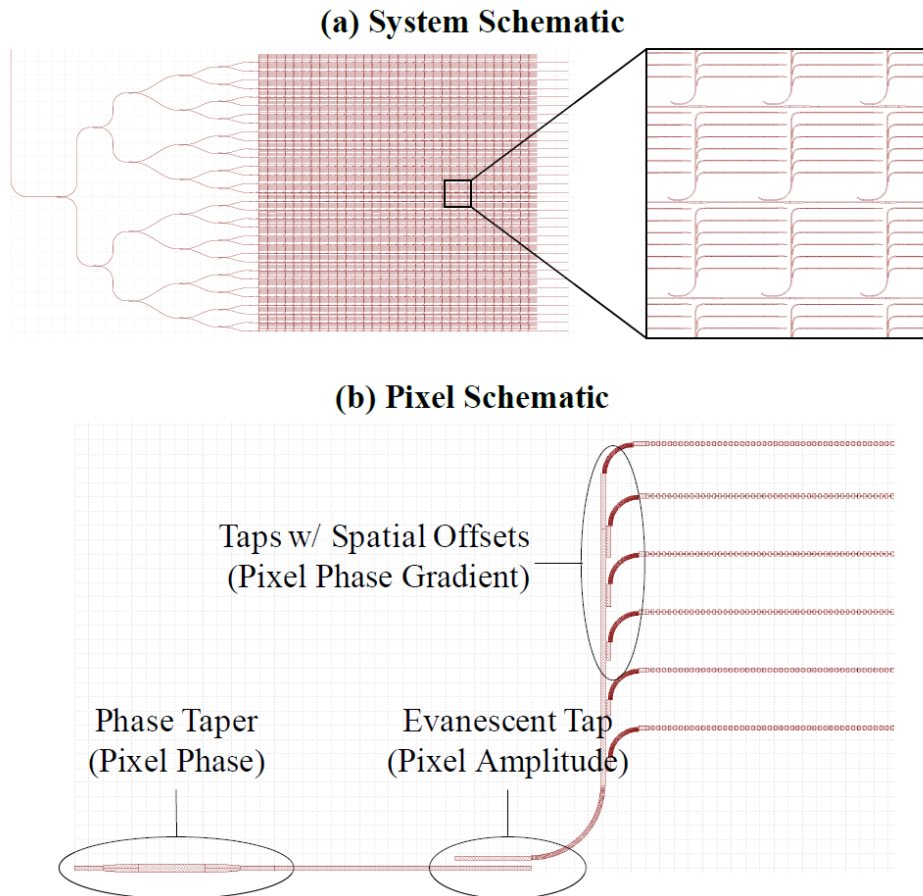 (a) System Schematic
(b) Pixel Schematic
Taps w/ Spatial Offsets
(Pixel Phase Gradient)
Phase Taper
(Pixel Phase)
Evanescent Tap
(Pixel Amplitude)